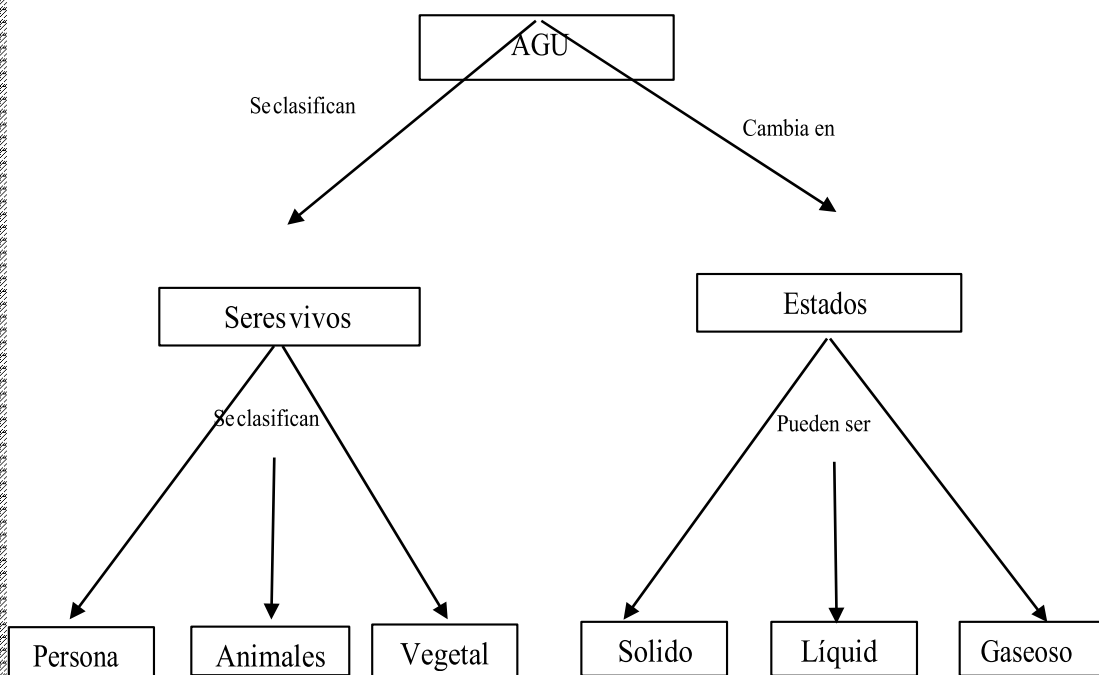 AGU
Se clasifican
Cambia en
Seres vivos
Estados
Se clasifican
Pueden ser
Persona
Animales
Vegetal
Solido
Líquid
Gaseoso